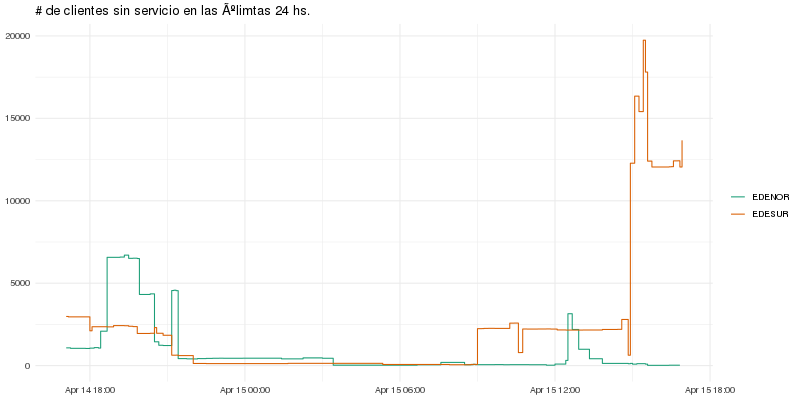 # de clientes sin servicio en las Ãºlimtas 24 hs.
20000
15000
10000
5000
0
Apr 14 18:00
Apr 15 00:00
Apr 15 06:00
Apr 15 12:00
Apr 15 18:00
EDENOR
EDESUR